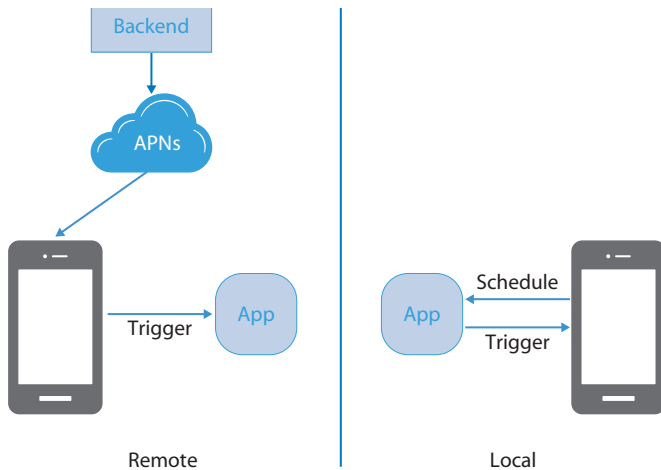 Backend
APNs
Trigger
App
Remote
App
Schedule
Trigger
Local